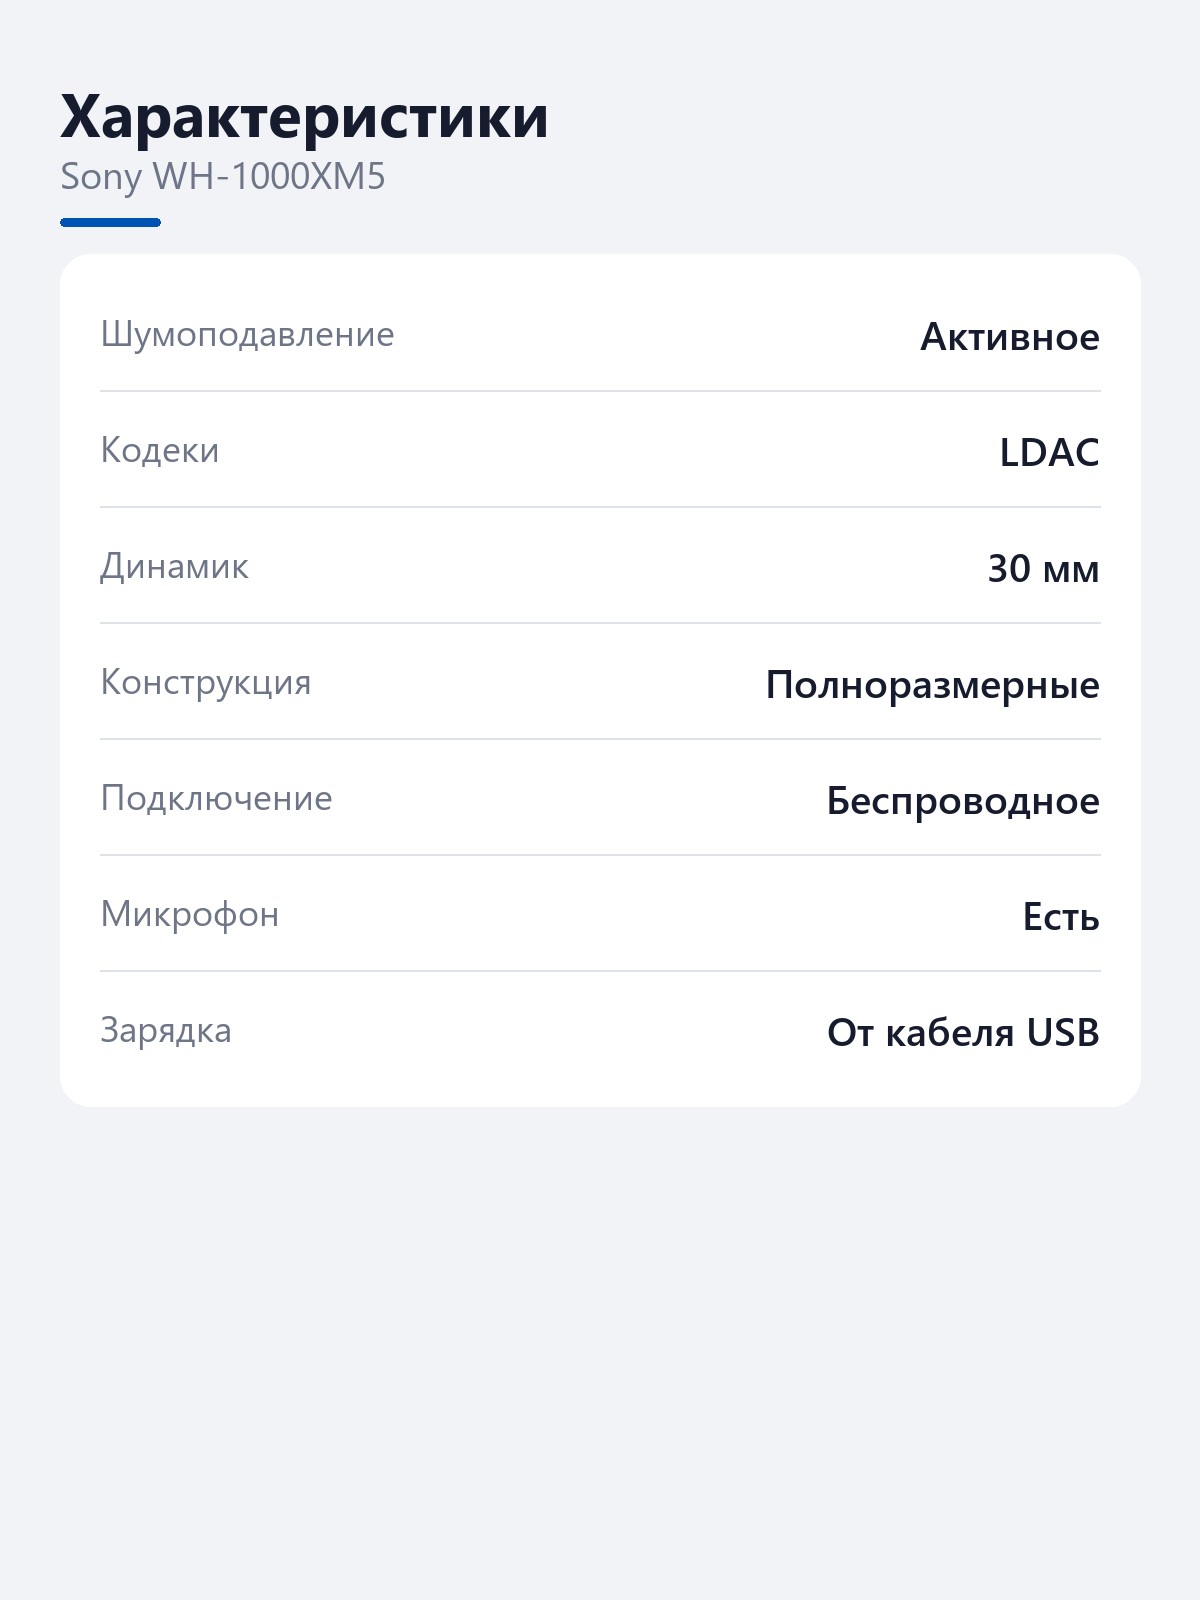 Характеристики
Sony WH-1000XM5
Шумоподавление Активное
Кодеки LDAC
Динамик 30 мм
Конструкция Полноразмерные
Подключение Беспроводное
Микрофон Есть
Зарядка От кабеля USB